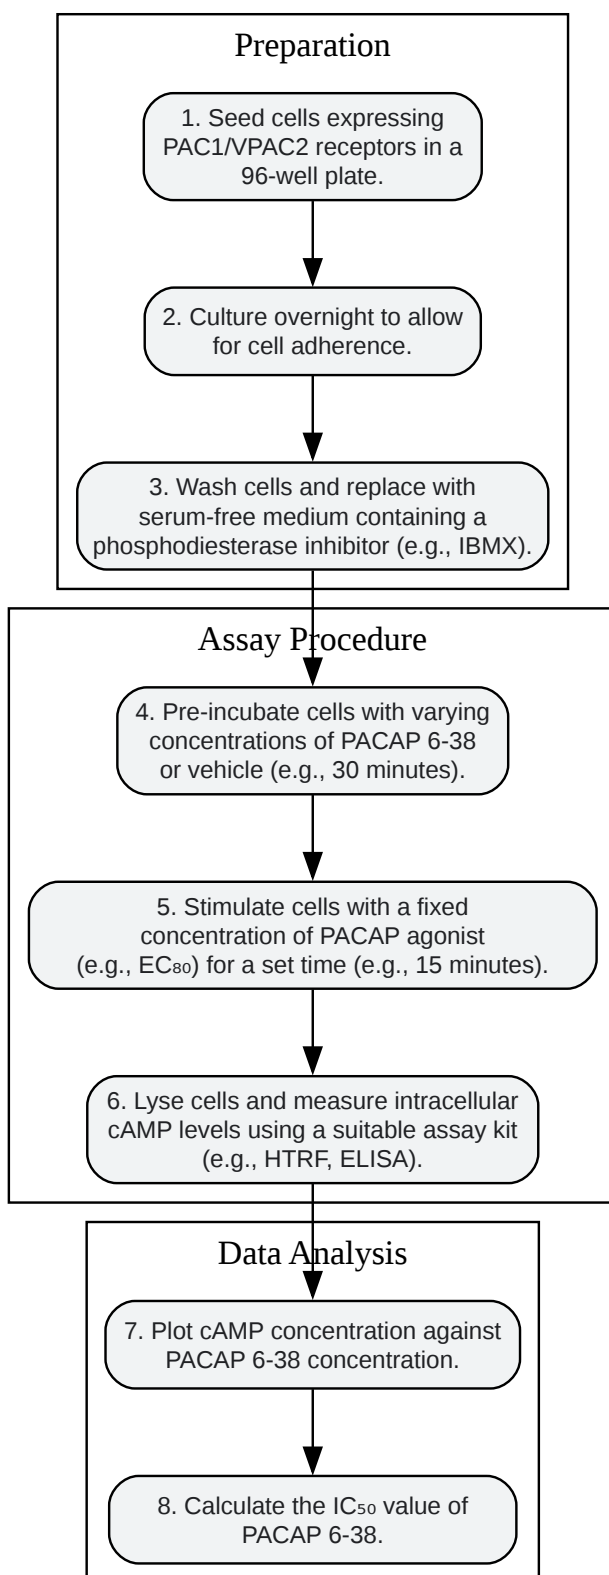 Preparation
1. Seed cells expressing
PAC1/VPAC2 receptors in a
96-well plate.
2. Culture overnight to allow
for cell adherence.
3. Wash cells and replace with
serum-free medium containing a
phosphodiesterase inhibitor (e.g., IBMX).
Assay Procedure
4. Pre-incubate cells with varying
concentrations of PACAP 6-38
or vehicle (e.g., 30 minutes).
5. Stimulate cells with a fixed
concentration of PACAP agonist
(e.g., EC₈₀) for a set time (e.g., 15 minutes).
6. Lyse cells and measure intracellular
cAMP levels using a suitable assay kit
(e.g., HTRF, ELISA).
Data Analysis
7. Plot cAMP concentration against
PACAP 6-38 concentration.
8. Calculate the IC₅₀ value of
PACAP 6-38.